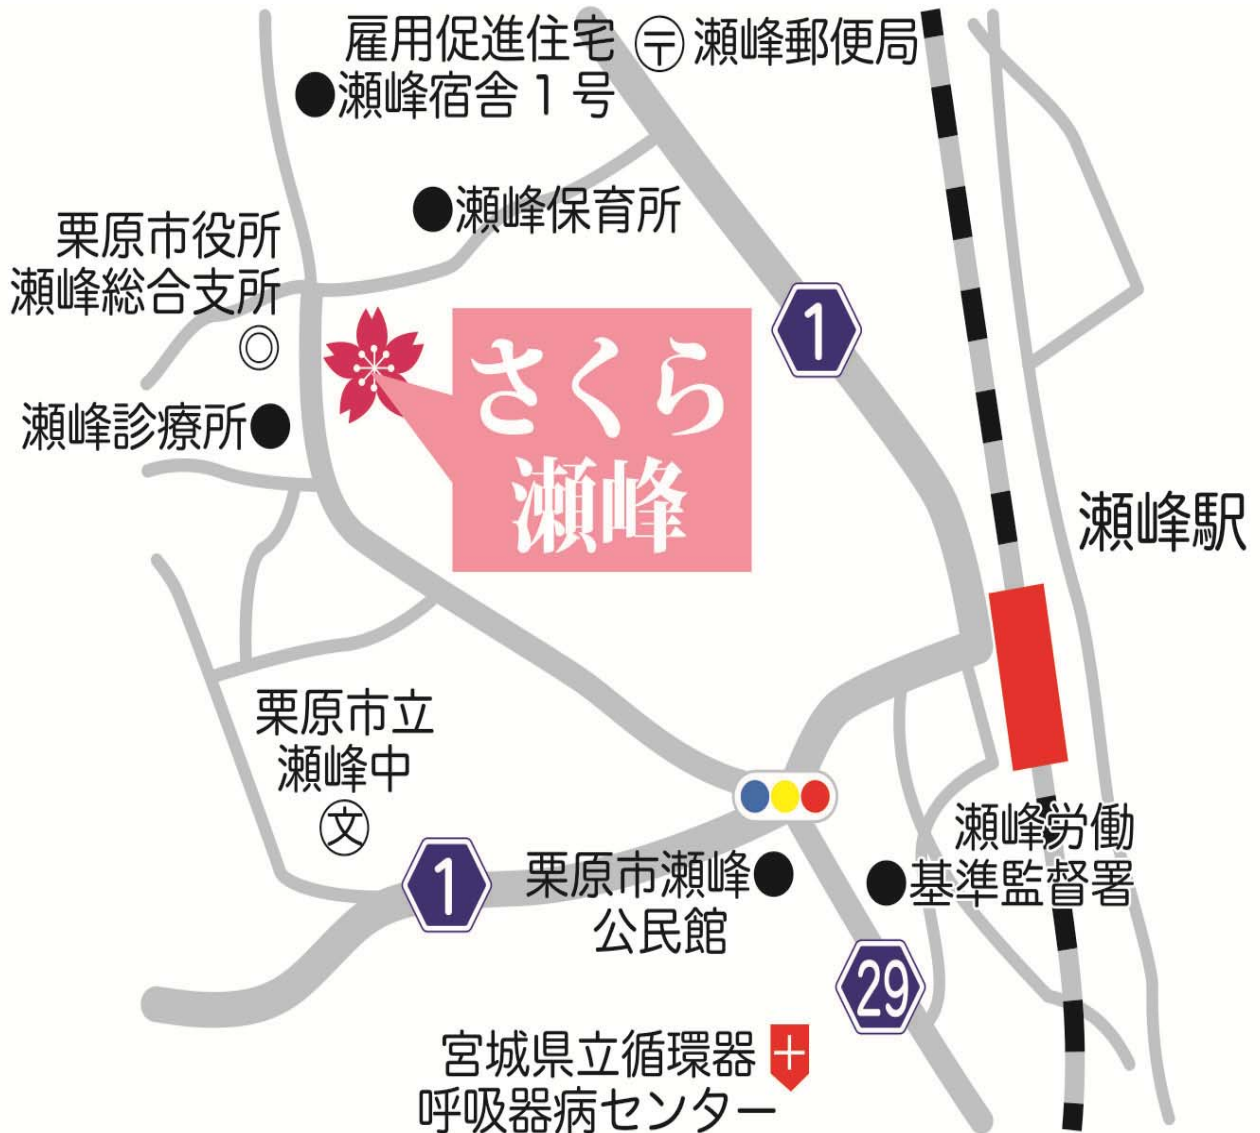 雇用促進住宅
瀬峰宿舎1号
〒
瀬峰郵便局
瀬峰保育所
栗原市役所
瀬峰総合支所
1
さくら
瀬峰
瀬峰診療所
瀬峰駅
栗原市立
瀬峰中
文
1
栗原市瀬峰
公民館
瀬峰労働
基準監督署
29
宮城県立循環器
呼吸器病センター